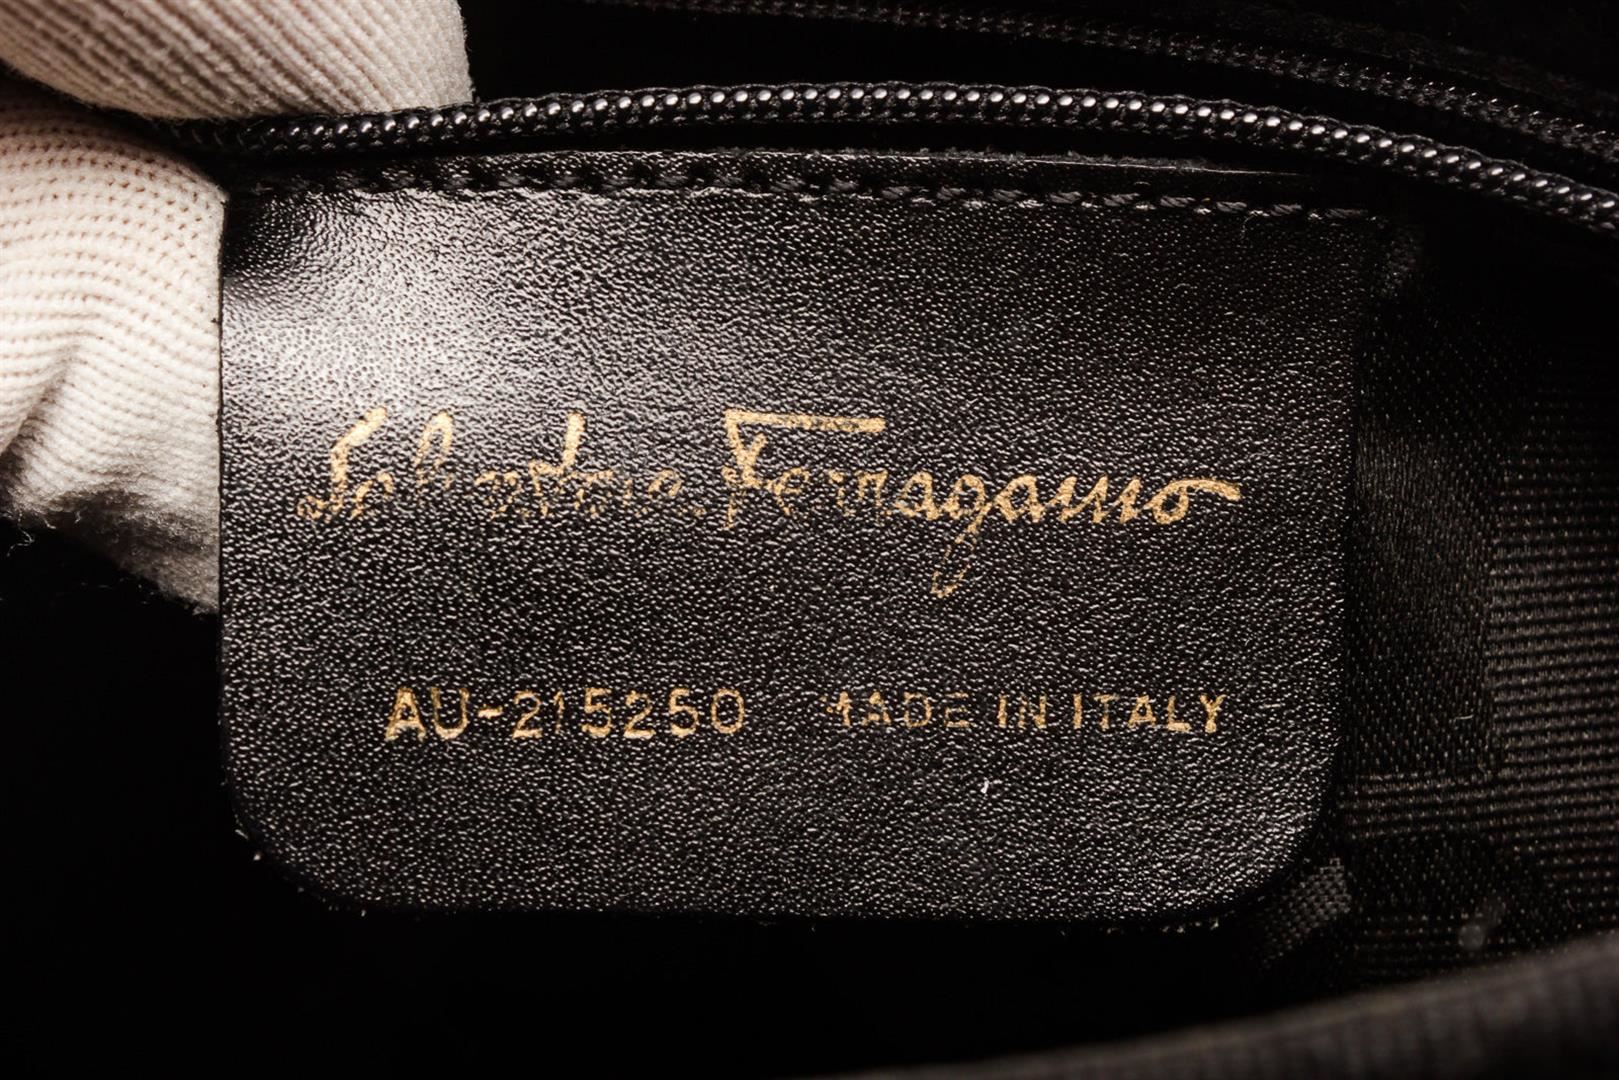 Salvatore Ferragamo
AU-215250 MADE IN ITALY